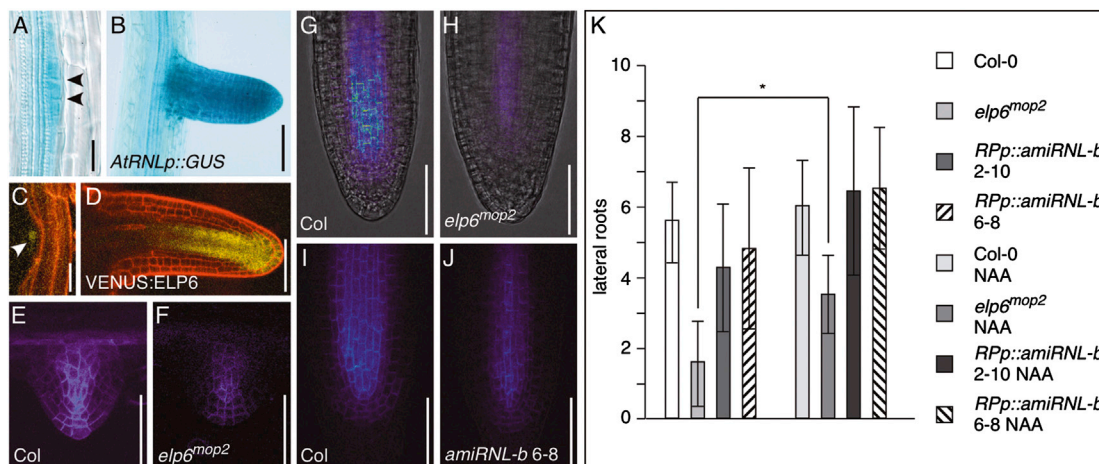 A
B
AtRNLp::GUS
C
D
VENUS:ELP6
E
Col
F
elp6mop2
G
Col
H
elp6mop2
I
Col
J
amiRNL-b 6-8
K
lateral roots
10
8
6
4
2
0
*
Col-0
elp6mop2
RPp::amiRNL-b
2-10
RPp::amiRNL-b
6-8
Col-0
NAA
elp6mop2
NAA
RPp::amiRNL-b
2-10 NAA
RPp::amiRNL-b
6-8 NAA